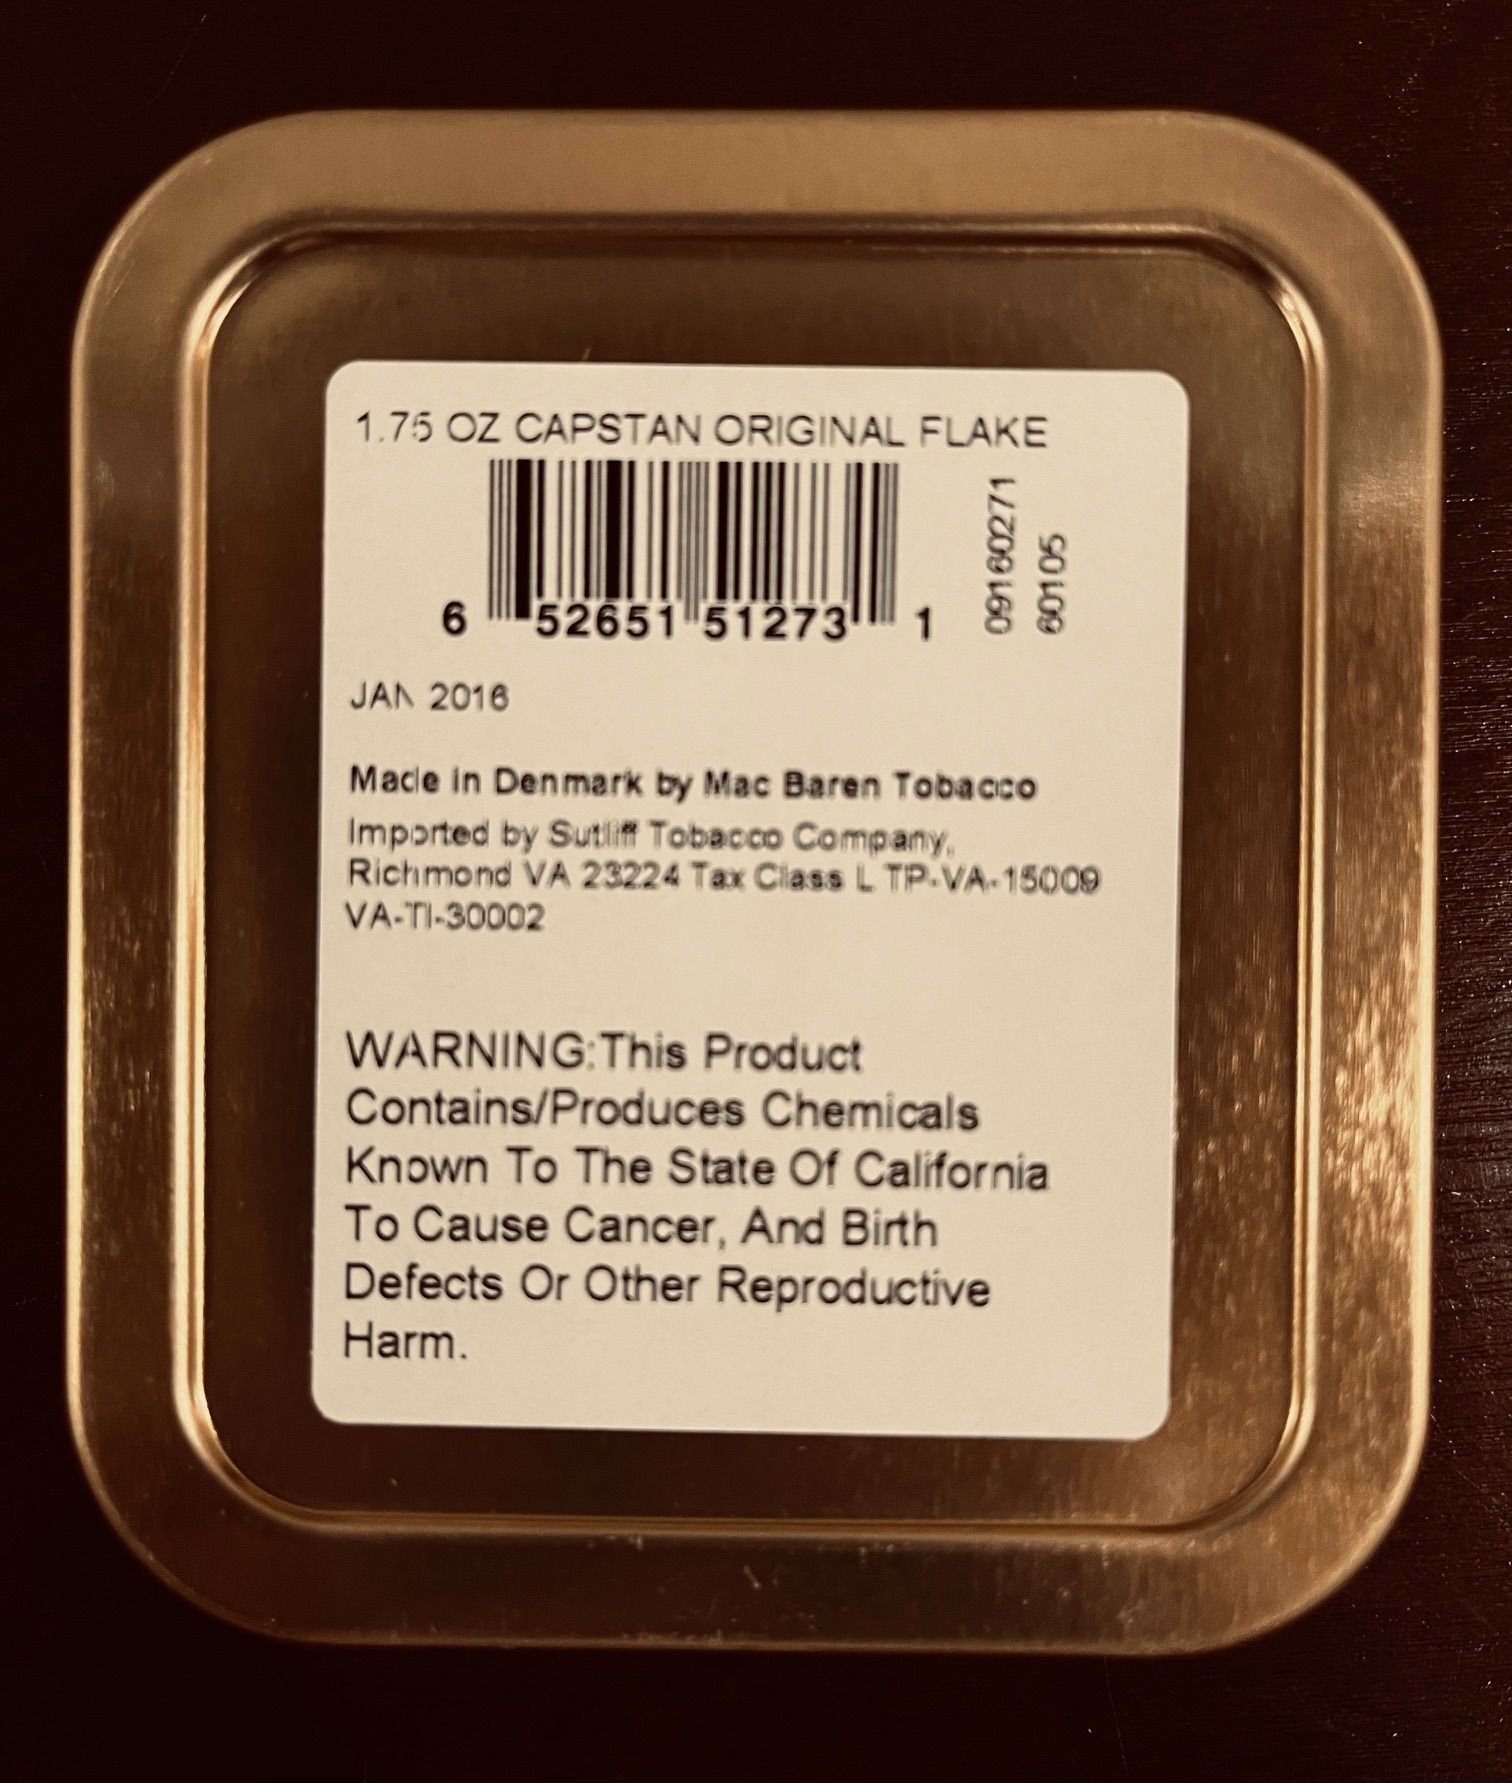 1.75 OZ CAPSTAN ORIGINAL FLAKE
6 52651 51273 1
09160271
60105
JAN 2016
Made in Denmark by Mac Baren Tobacco
Imported by Sutliff Tobacco Company,
Richmond VA 23224 Tax Class L TP-VA-15009
VA-TI-30002
WARNING:This Product
Contains/Produces Chemicals
Known To The State Of California
To Cause Cancer, And Birth
Defects Or Other Reproductive
Harm.